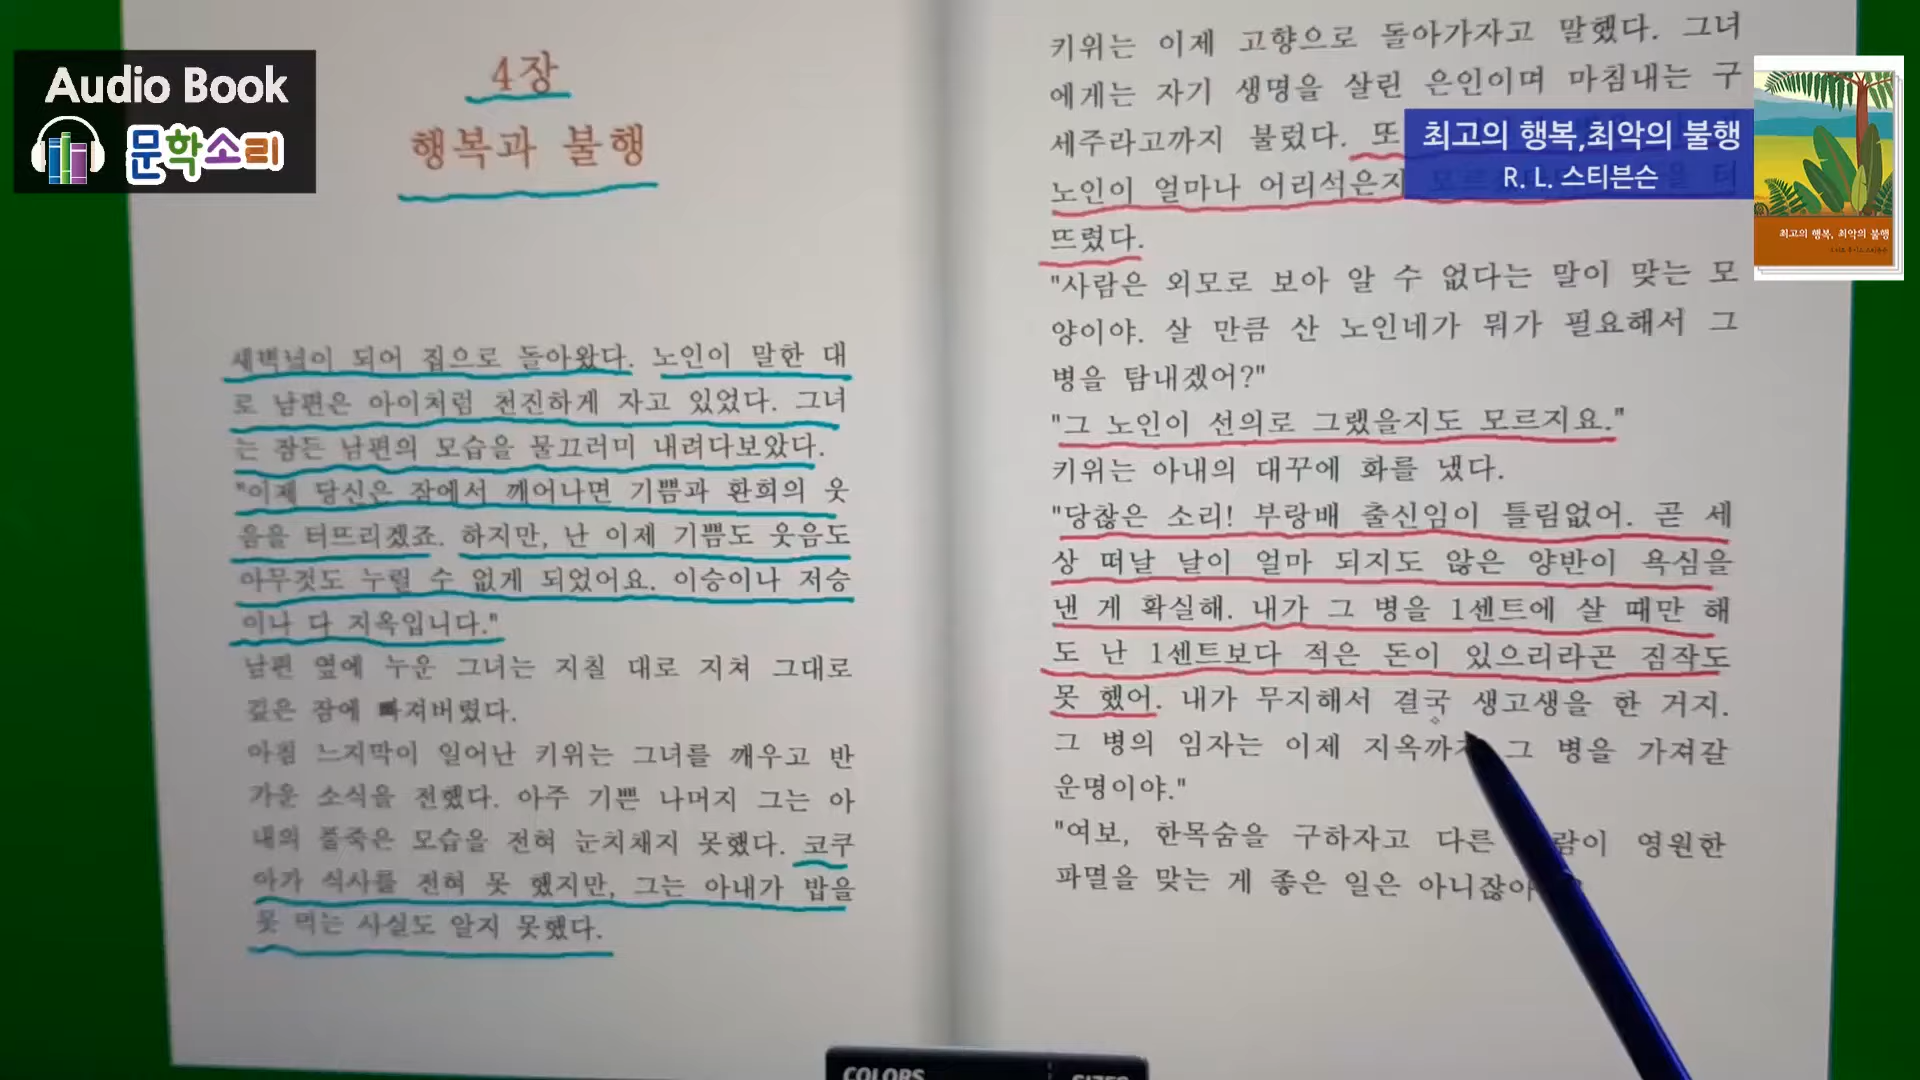 Audio Book
문학소리
4장
행복과 불행
새벽녘이 되어 집으로 돌아왔다. 노인이 말한 대
로 남편은 아이처럼 천진하게 자고 있었다. 그녀
는 잠든 남편의 모습을 물끄러미 내려다보았다.
"이제 당신은 잠에서 깨어나면 기쁨과 환희의 웃
음을 터뜨리겠죠. 하지만, 난 이제 기쁨도 웃음도
아무것도 누릴 수 없게 되었어요. 이승이나 저승
이나 다 지옥입니다."
남편 옆에 누운 그녀는 지칠 대로 지쳐 그대로
깊은 잠에 빠져버렸다.
아침 느지막이 일어난 키위는 그녀를 깨우고 반
가운 소식을 전했다. 아주 기쁜 나머지 그는 아
내의 풀죽은 모습을 전혀 눈치채지 못했다. 코쿠
아가 식사를 전혀 못 했지만, 그는 아내가 밥을
못 먹는 사실도 알지 못했다.
키위는 이제 고향으로 돌아가자고 말했다. 그녀
에게는 자기 생명을 살린 은인이며 마침내는 구
세주라고까지 불렀다. 또
노인이 얼마나 어리석은지 터
뜨렸다.
"사람은 외모로 보아 알 수 없다는 말이 맞는 모
양이야. 살 만큼 산 노인네가 뭐가 필요해서 그
병을 탐내겠어?"
"그 노인이 선의로 그랬을지도 모르지요."
키위는 아내의 대꾸에 화를 냈다.
"당찮은 소리! 부랑배 출신임이 틀림없어. 곧 세
상 떠날 날이 얼마 되지도 않은 양반이 욕심을
낸 게 확실해. 내가 그 병을 1센트에 살 때만 해
도 난 1센트보다 적은 돈이 있으리라곤 짐작도
못 했어. 내가 무지해서 결국 생고생을 한 거지.
그 병의 임자는 이제 지옥까지 그 병을 가져갈
운명이야."
"여보, 한목숨을 구하자고 다른 영원한
파멸을 맞는 게 좋은 일은 아니잖아
최고의 행복,최악의 불행
R. L. 스티븐슨
최고의 행복, 최악의 불행
COLORS